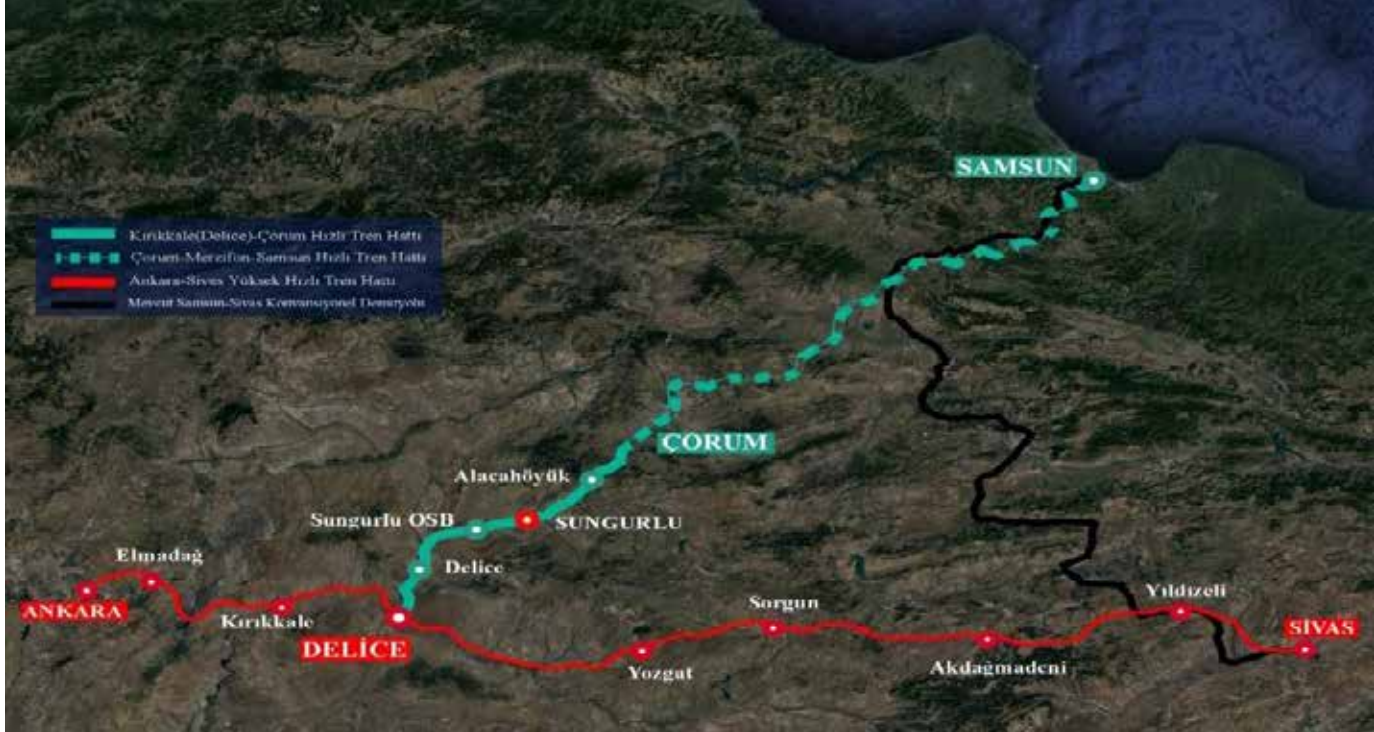 SAMSUN
Kırıkkale(Delice)-Çorum Hızlı Tren Hattı
Çorum-Merzifon-Samsun Hızlı Tren Hattı
Ankara-Sivas Yüksek Hızlı Tren Hattı
Mevcut Samsun-Sivas Konvansiyonel Demiryolu
ÇORUM
Alacahöyük
Sungurlu OSB
SUNGURLU
Elmadağ
Delice
ANKARA
Kırıkkale
DELİCE
Yozgat
Sorgun
Akdağmadeni
Yıldızeli
SİVAS